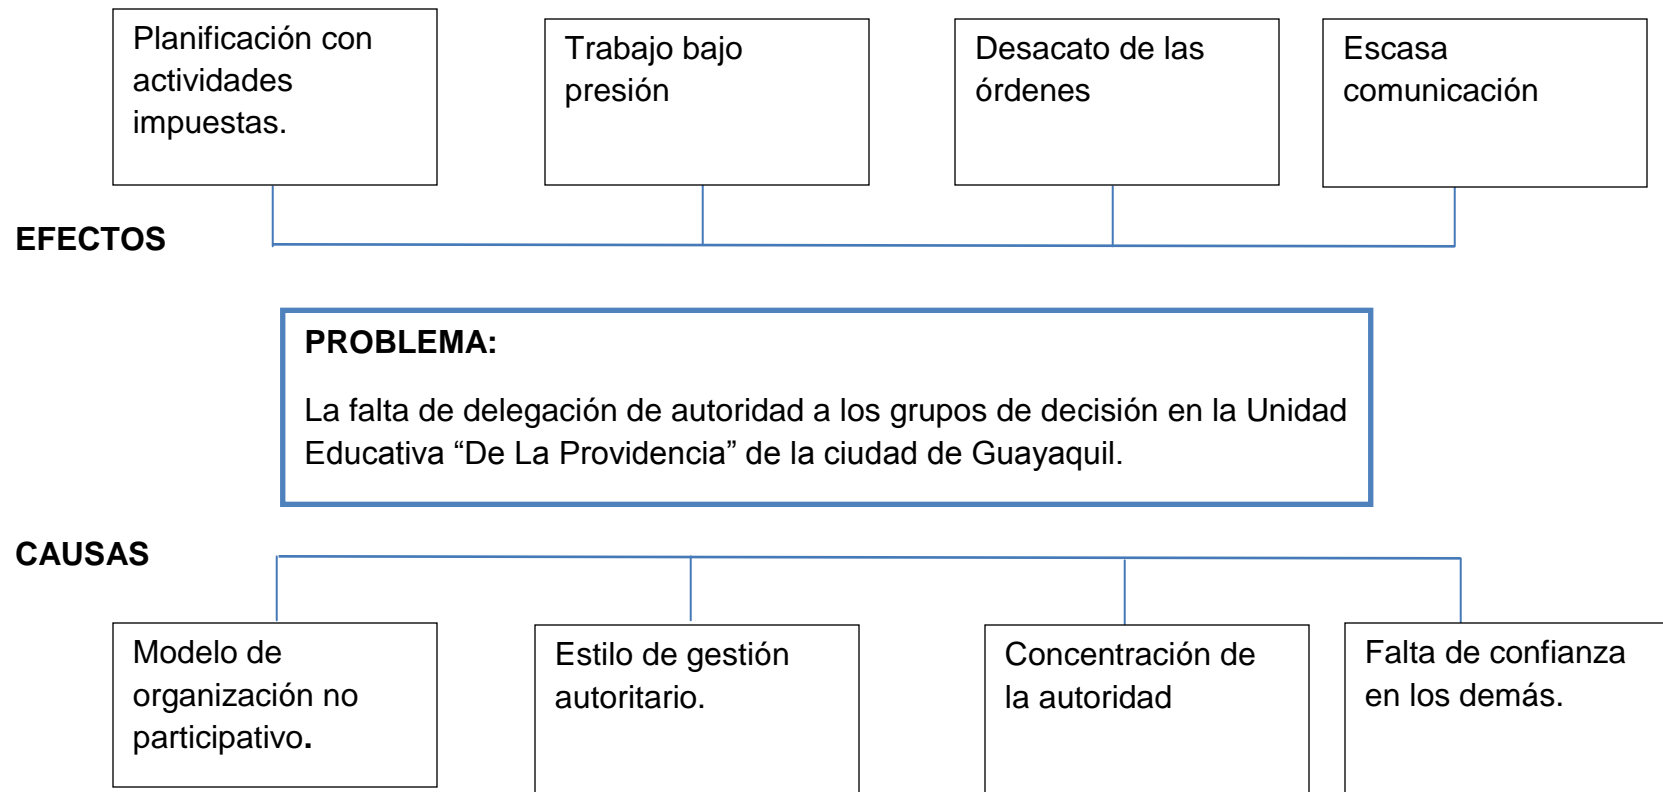 Planificación con
actividades
impuestas.
Trabajo bajo
presión
Desacato de las
órdenes
Escasa
comunicación
EFECTOS
PROBLEMA:
La falta de delegación de autoridad a los grupos de decisión en la Unidad
Educativa “De La Providencia” de la ciudad de Guayaquil.
CAUSAS
Modelo de
organización no
participativo.
Estilo de gestión
autoritario.
Concentración de
la autoridad
Falta de confianza
en los demás.